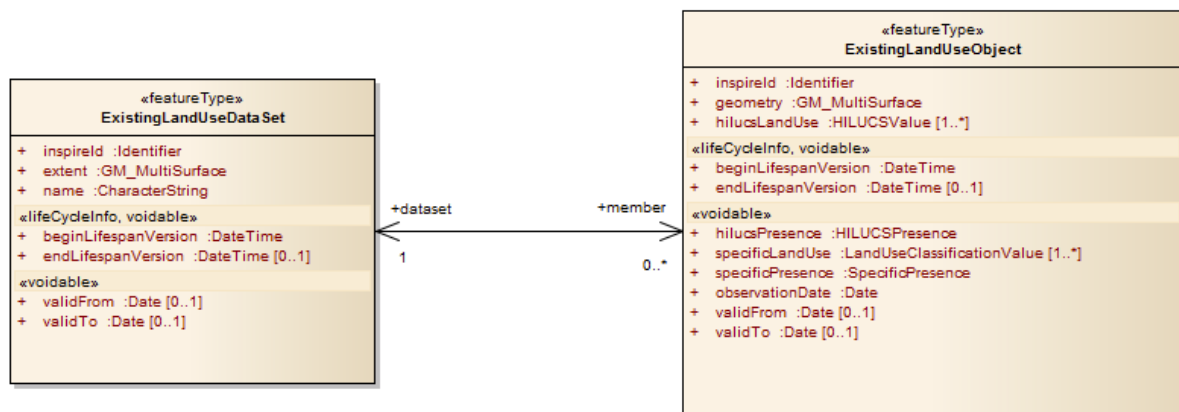 «featureType»
ExistingLandUseDataSet
+ inspireId :Identifier
+ extent :GM_MultiSurface
+ name :CharacterString
«lifeCycleInfo, voidable»
+ beginLifespanVersion :DateTime
+ endLifespanVersion :DateTime [0..1]
«voidable»
+ validFrom :Date [0..1]
+ validTo :Date [0..1]
+dataset
1
+member
0..*
«featureType»
ExistingLandUseObject
+ inspireId :Identifier
+ geometry :GM_MultiSurface
+ hilucsLandUse :HILUCSValue [1..*]
«lifeCycleInfo, voidable»
+ beginLifespanVersion :DateTime
+ endLifespanVersion :DateTime [0..1]
«voidable»
+ hilucsPresence :HILUCSPresence
+ specificLandUse :LandUseClassificationValue [1..*]
+ specificPresence :SpecificPresence
+ observationDate :Date
+ validFrom :Date [0..1]
+ validTo :Date [0..1]